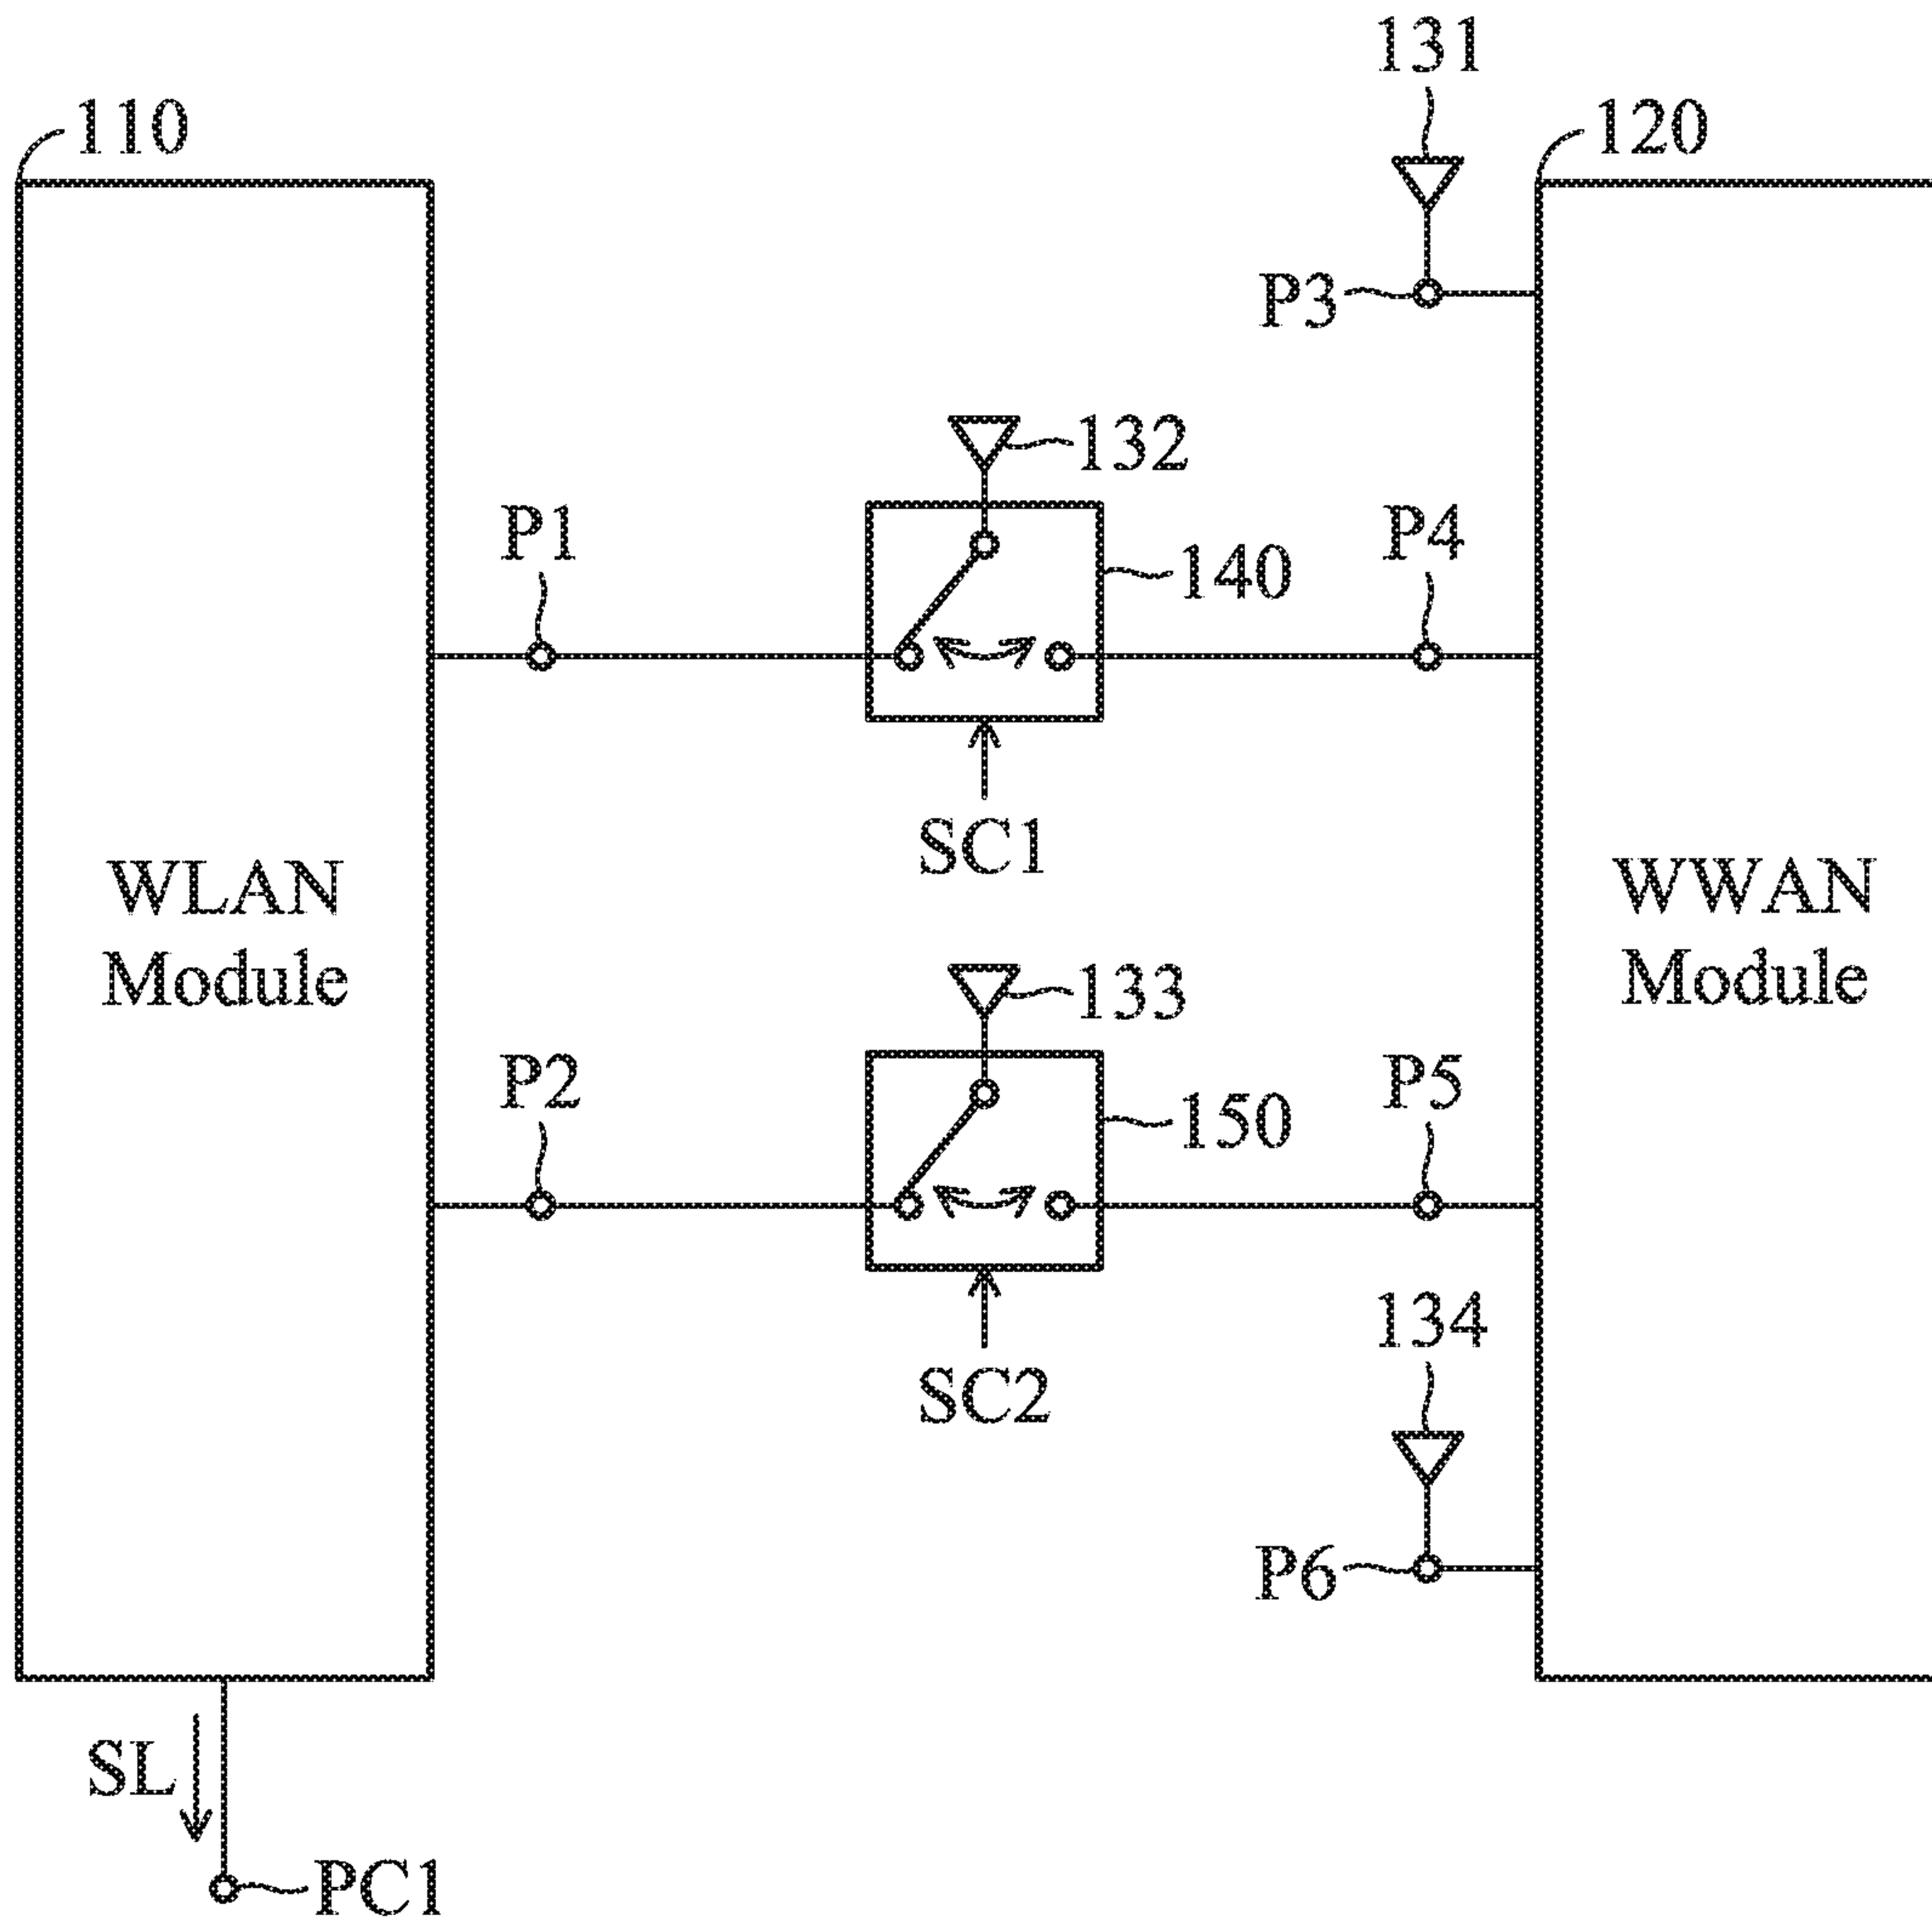 131
110
120
P3
132
P1
140
P4
SC1
WLAN
Module
WWAN
Module
133
P2
150
P5
134
SC2
P6
SL
PC1